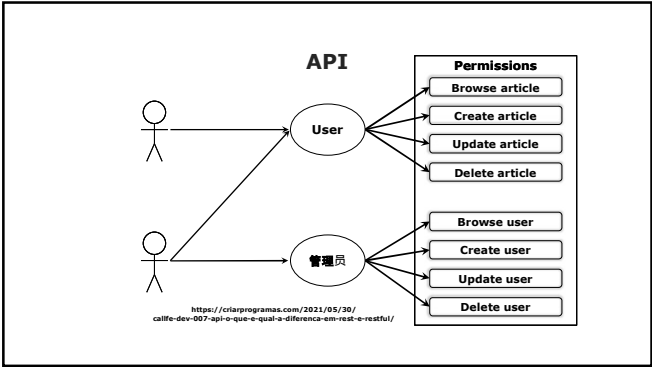 API
Permissions
Browse article
Create article
User
Update article
Delete article
Browse user
Create user
管理员
Update user
Delete user
https://criarprogramas.com/2021/05/30/
callfe-dev-007-api-o-que-e-qual-a-diferenca-em-rest-e-restful/